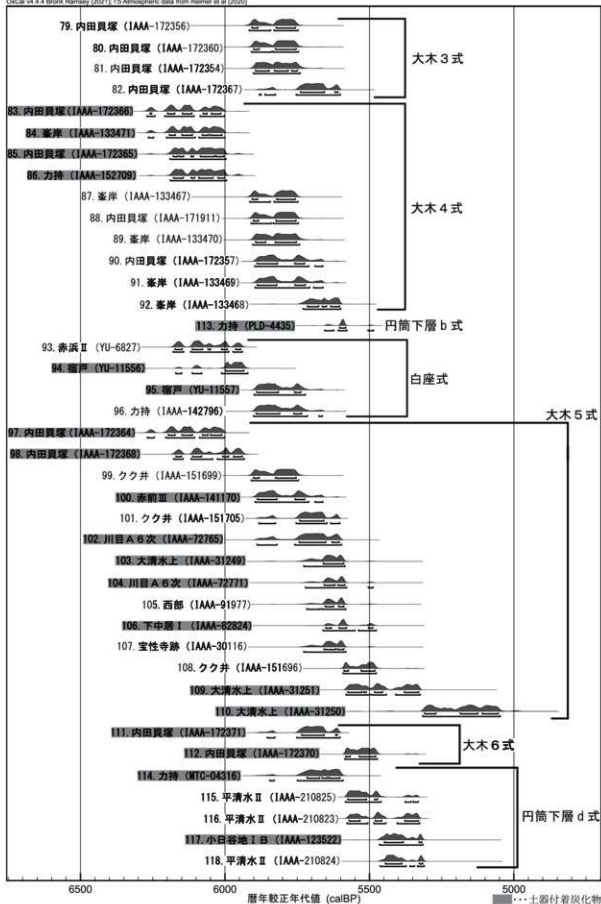 OxCal v4.4.4 Bronk Ramsey (2021); r:5 Atmospheric data from Reimer et al (2020)
79. 内田貝塚 (IAAA-172356)
80. 内田貝塚 (IAAA-172360)
81. 内田貝塚 (IAAA-172354)
82. 内田貝塚 (IAAA-172367)
大木3式
83. 内田貝塚 (IAAA-172366)
84. 峯岸 (IAAA-133471)
85. 内田貝塚 (IAAA-172365)
86. 力持 (IAAA-152709)
87. 峯岸 (IAAA-133467)
88. 内田貝塚 (IAAA-171911)
89. 峯岸 (IAAA-133470)
90. 内田貝塚 (IAAA-172357)
91. 峯岸 (IAAA-133469)
92. 峯岸 (IAAA-133468)
大木4式
113. 力持 (PLD-4435)
円筒下層b式
93. 赤浜Ⅱ (YU-6827)
94. 宿戸 (YU-11556)
95. 宿戸 (YU-11557)
96. 力持 (IAAA-142796)
白座式
大木5式
97. 内田貝塚 (IAAA-172364)
98. 内田貝塚 (IAAA-172368)
99. クク井 (IAAA-151699)
100. 赤前Ⅲ (IAAA-141170)
101. クク井 (IAAA-151705)
102. 川目A6次 (IAAA-72765)
103. 大清水上 (IAAA-31249)
104. 川目A6次 (IAAA-72771)
105. 西部 (IAAA-91977)
106. 下中居Ⅰ (IAAA-82824)
107. 宝性寺跡 (IAAA-30116)
108. クク井 (IAAA-151696)
109. 大清水上 (IAAA-31251)
110. 大清水上 (IAAA-31250)
111. 内田貝塚 (IAAA-172371)
112. 内田貝塚 (IAAA-172370)
大木6式
114. 力持 (MTC-04316)
115. 平清水Ⅱ (IAAA-210825)
116. 平清水Ⅱ (IAAA-210823)
117. 小日谷地ⅠB (IAAA-123522)
118. 平清水Ⅱ (IAAA-210824)
円筒下層d式
6500 6000 5500 5000
暦年較正年代値 (calBP)
･･･土器付着炭化物